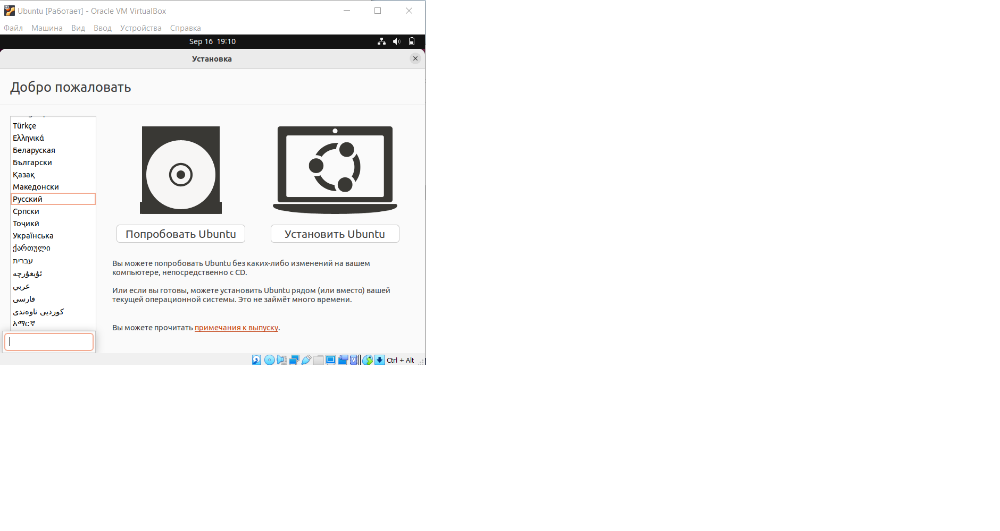 Ubuntu [Работает] - Oracle VM VirtualBox
Файл Машина Вид Ввод Устройства Справка
Sep 16 19:10
Установка
Добро пожаловать
Türkçe
Ελληνικά
Беларуская
Български
Қазақ
Македонски
Русский
Српски
Тоҷикӣ
Українська
ქართული
עברית
ئۇيغۇرچە
عربي
فارسی
کوردیی ناوەندی
አማርኛ
Попробовать Ubuntu
Установить Ubuntu
Вы можете попробовать Ubuntu без каких-либо изменений на вашем
компьютере, непосредственно с CD.
Или если вы готовы, можете установить Ubuntu рядом (или вместо) вашей
текущей операционной системы. Это не займёт много времени.
Вы можете прочитать примечания к выпуску.
Ctrl + Alt